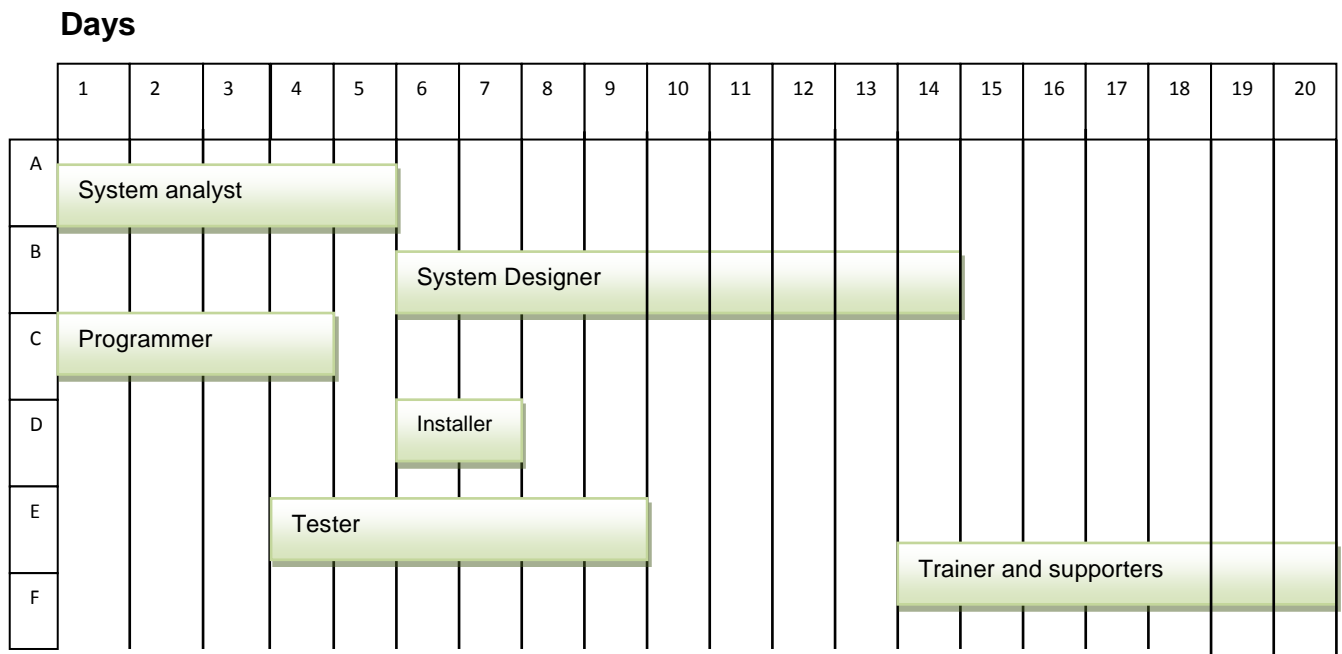 Days
1 2 3 4 5 6 7 8 9 10 11 12 13 14 15 16 17 18 19 20
A
System analyst
B
System Designer
C
Programmer
D
Installer
E
Tester
Trainer and supporters
F